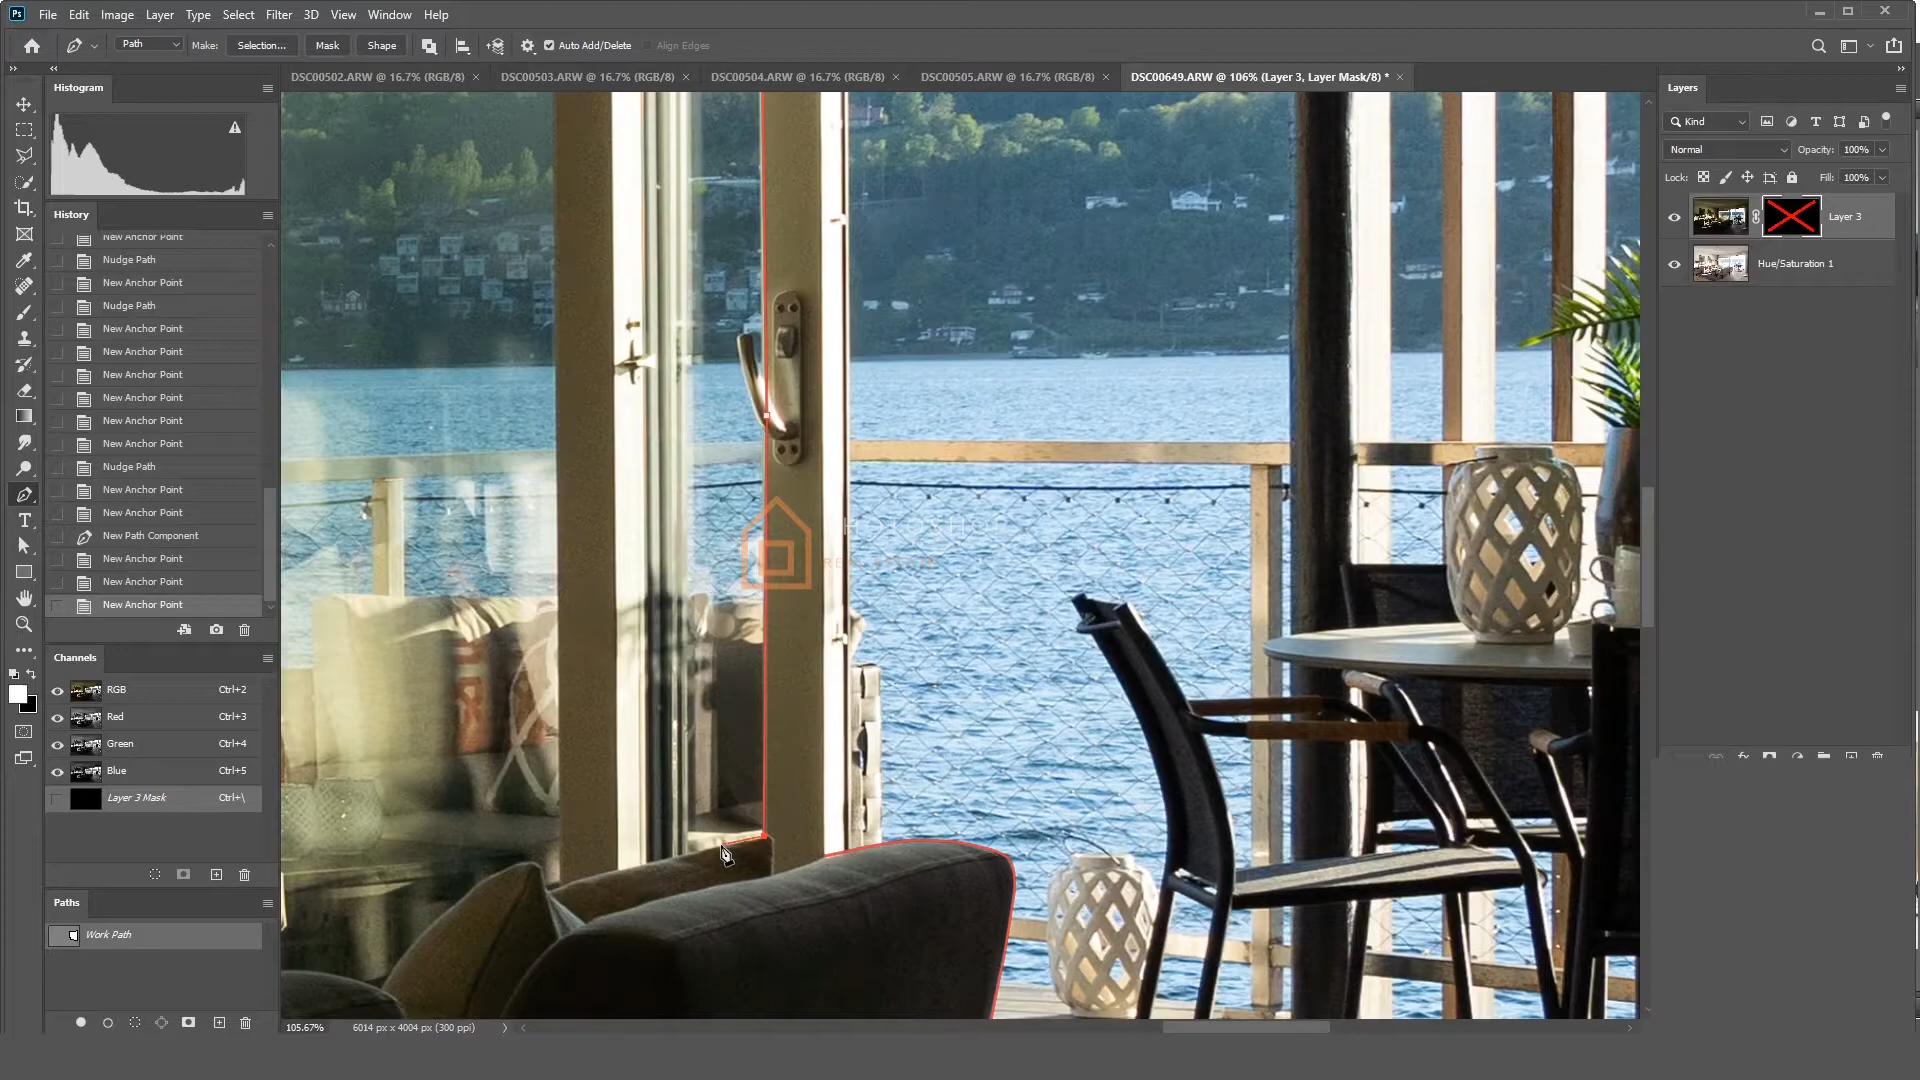 Ps File Edit Image Layer Type Select Filter 3D View Window Help
Path Make: Selection... Mask Shape Auto Add/Delete Align Edges
DSC00502.ARW @ 16.7% (RGB/8) × DSC00503.ARW @ 16.7% (RGB/8) × DSC00504.ARW @ 16.7% (RGB/8) × DSC00505.ARW @ 16.7% (RGB/8) × DSC00649.ARW @ 106% (Layer 3, Layer Mask/8) * ×
Histogram
History
New Anchor Point
Nudge Path
New Anchor Point
Nudge Path
New Anchor Point
New Anchor Point
New Anchor Point
New Anchor Point
New Anchor Point
New Anchor Point
Nudge Path
New Anchor Point
New Anchor Point
New Path Component
New Anchor Point
New Anchor Point
New Anchor Point
Channels
RGB Ctrl+2
Red Ctrl+3
Green Ctrl+4
Blue Ctrl+5
Layer 3 Mask Ctrl+\
Paths
Work Path
105.67% 6014 px x 4004 px (300 ppi)
Layers
Kind
Normal Opacity: 100%
Lock: Fill: 100%
Layer 3
Hue/Saturation 1